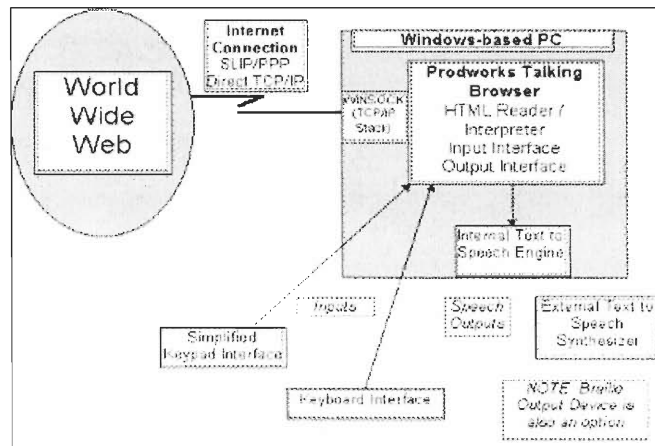 World
Wide
Web
Internet
Connection
SLIP/PPP
Direct TCP/IP
Windows-based PC
WINSOCK
(TCP/IP
Stack)
Prodworks Talking
Browser
HTML Reader /
Interpreter
Input Interface
Output Interface
Internal Text to
Speech Engine
Inputs
Speech
Outputs
External Text to
Speech
Synthesizer
Simplified
Keypad Interface
Keyboard Interface
NOTE Braille
Output Device is
also an option